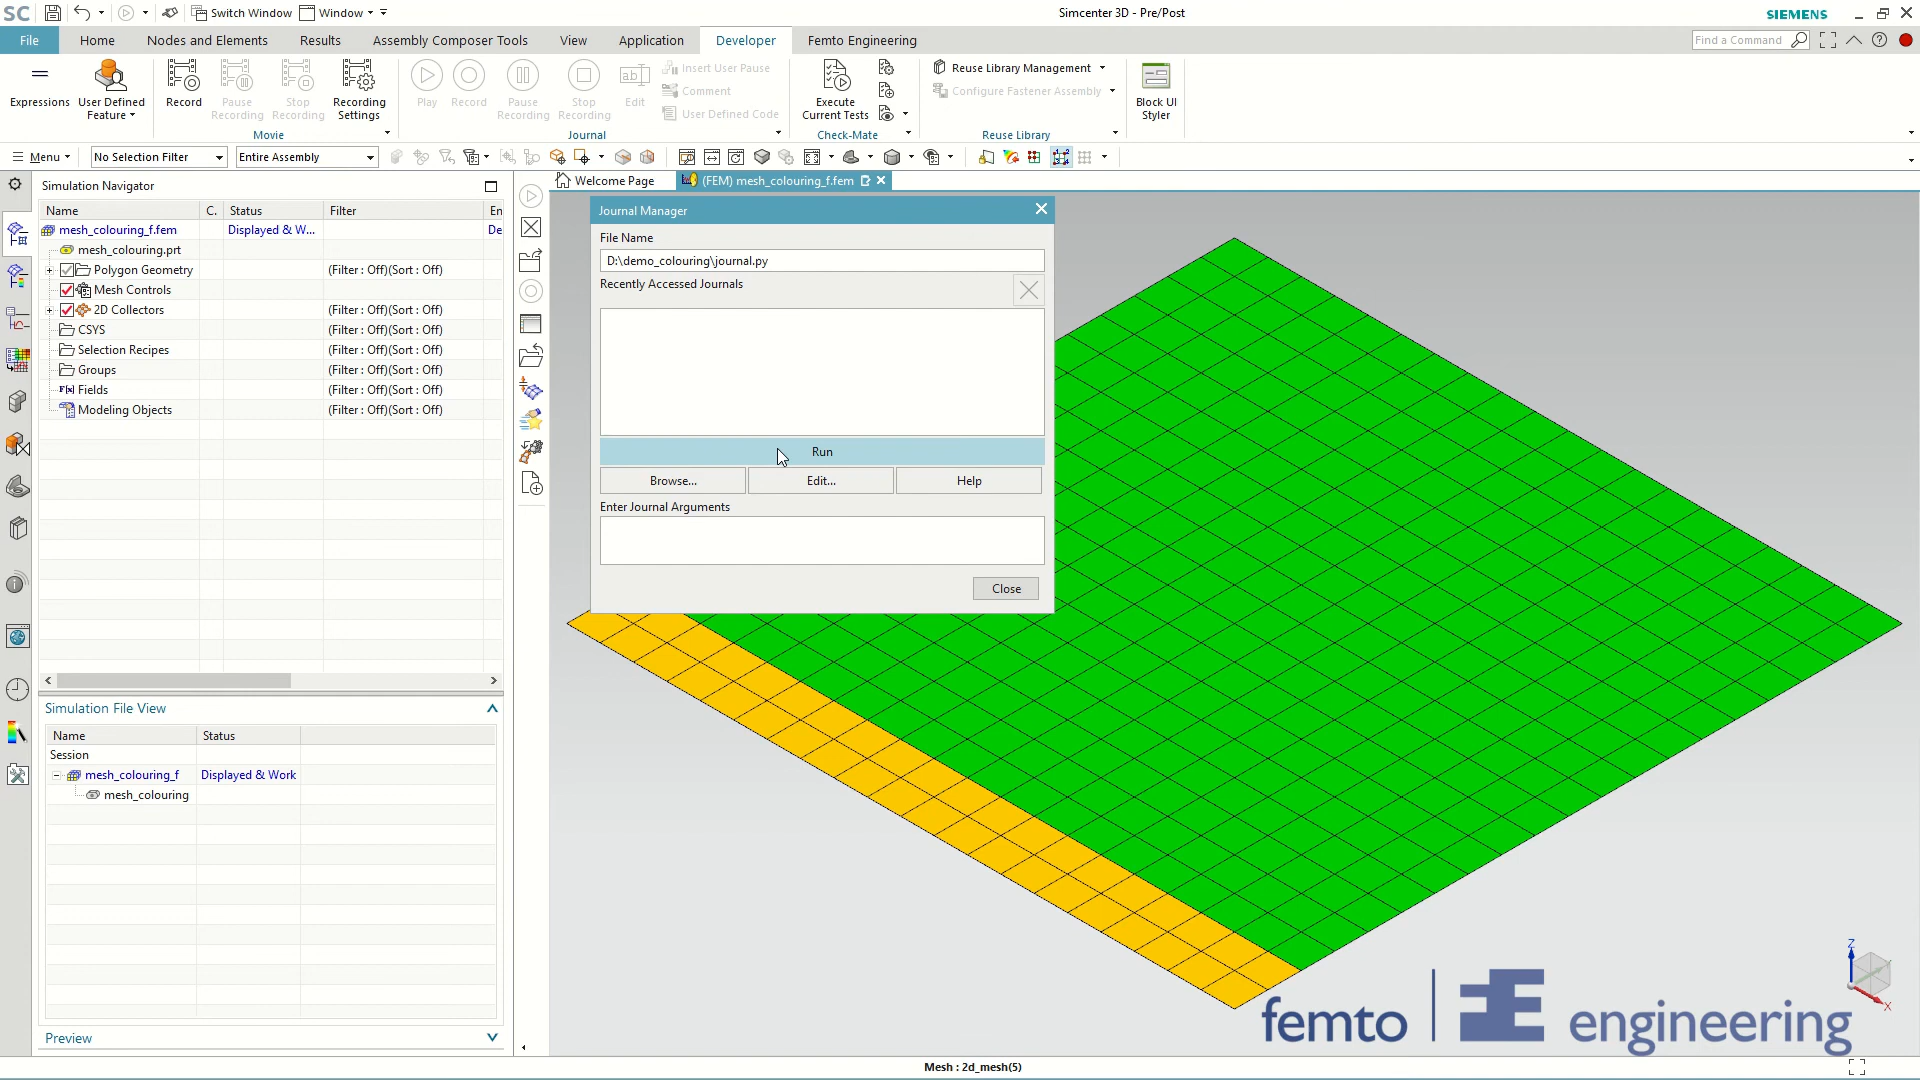 SC Switch Window Window Simcenter 3D - Pre/Post SIEMENS
File Home Nodes and Elements Results Assembly Composer Tools View Application Developer Femto Engineering Find a Command
Expressions
User Defined
Feature
Record
Pause
Recording
Stop
Recording
Recording
Settings
Movie
Play
Record
Pause
Recording
Stop
Recording
Edit
Insert User Pause
Comment
User Defined Code
Journal
Execute
Current Tests
Check-Mate
Reuse Library Management
Configure Fastener Assembly
Reuse Library
Block UI
Styler
Menu No Selection Filter Entire Assembly
Simulation Navigator
Name C. Status Filter En
mesh_colouring_f.fem Displayed & W... De
mesh_colouring.prt
Polygon Geometry (Filter : Off)(Sort : Off)
Mesh Controls
2D Collectors (Filter : Off)(Sort : Off)
CSYS (Filter : Off)(Sort : Off)
Selection Recipes (Filter : Off)(Sort : Off)
Groups (Filter : Off)(Sort : Off)
Fields (Filter : Off)(Sort : Off)
Modeling Objects (Filter : Off)(Sort : Off)
Simulation File View
Name Status
Session
mesh_colouring_f Displayed & Work
mesh_colouring
Preview
Welcome Page (FEM) mesh_colouring_f.fem
Journal Manager
File Name
D:\demo_colouring\journal.py
Recently Accessed Journals
Run
Browse... Edit... Help
Enter Journal Arguments
Close
Z
X
femto engineering
Mesh : 2d_mesh(5)